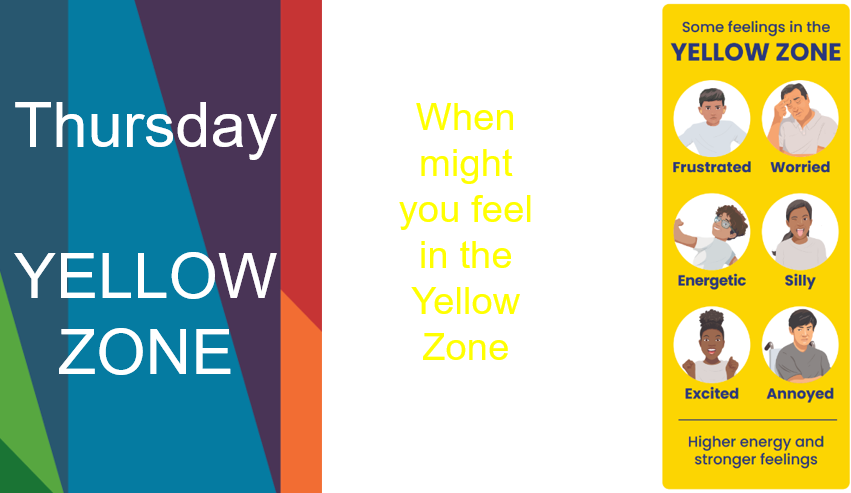 Thursday
YELLOW
ZONE
When
might
you feel
in the
Yellow
Zone
Some feelings in the
YELLOW ZONE
Frustrated
Worried
Energetic
Silly
Excited
Annoyed
Higher energy and
stronger feelings